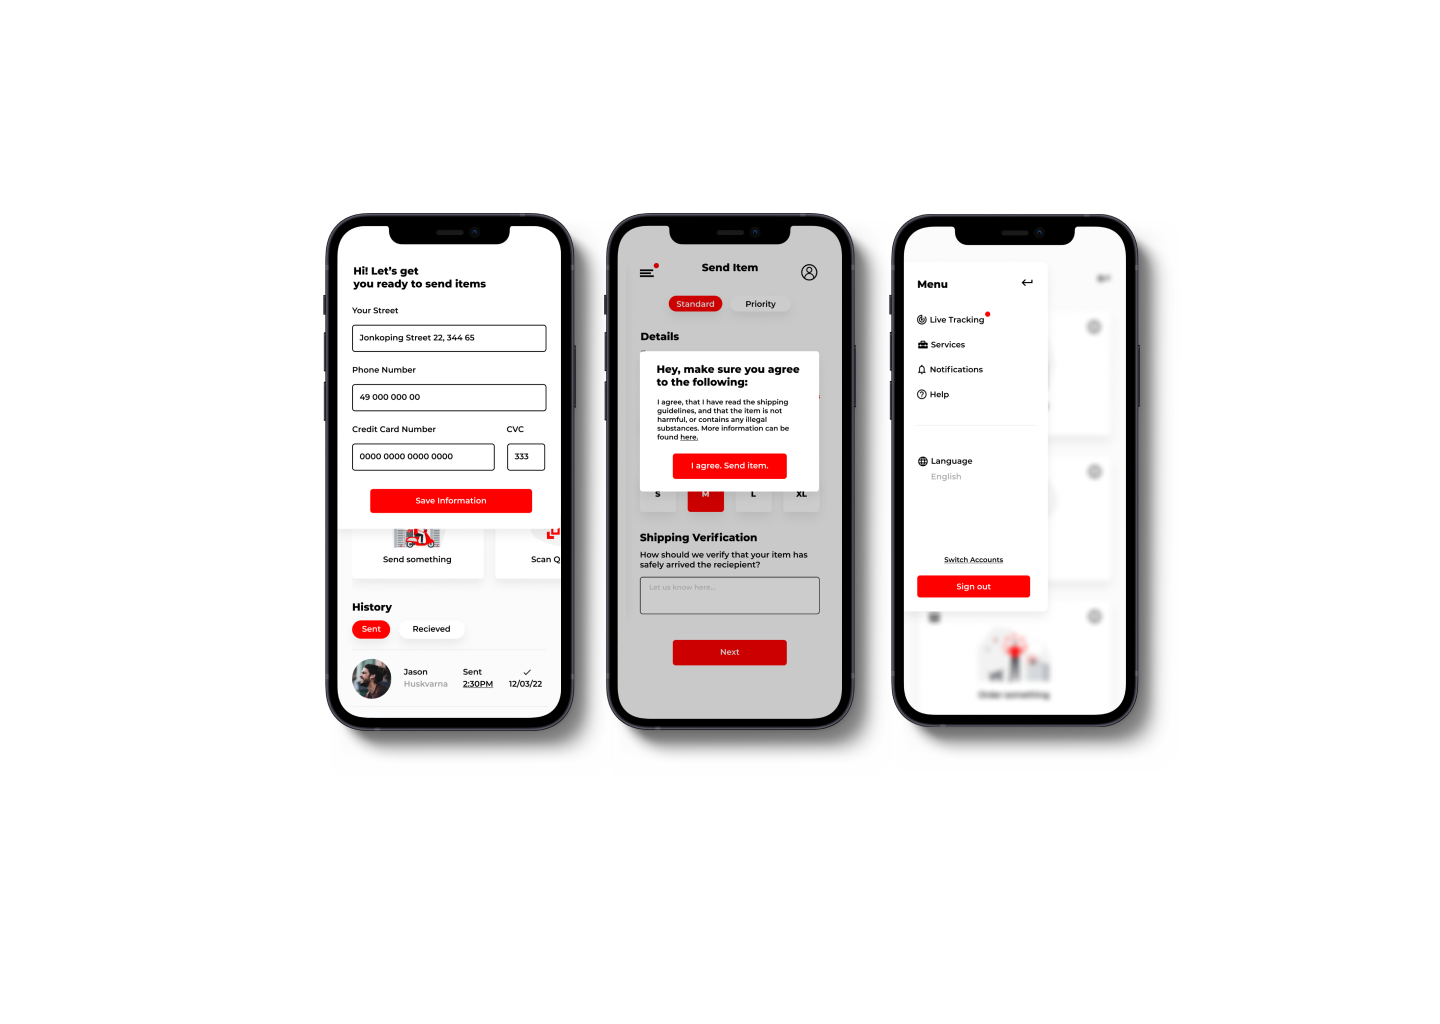 Hi! Let's get
you ready to send items
Your Street
Jonkoping Street 22, 344 65
Phone Number
49 000 000 00
Credit Card Number
CVC
0000 0000 0000 0000
333
Save Information
Send something
Scan Q
History
Sent
Recieved
Jason
Sent
Huskvarna
2:30PM
12/03/22
Send Item
Standard
Priority
Details
Hey, make sure you agree
to the following:
I agree, that I have read the shipping
guidelines, and that the item is not
harmful, or contains any illegal
substances. More information can be
found here.
I agree. Send item.
S
M
L
XL
Shipping Verification
How should we verify that your item has
safely arrived the reciepient?
Let us know here...
Next
Menu
Live Tracking
Services
Notifications
Help
Language
English
Switch Accounts
Sign out
Order something